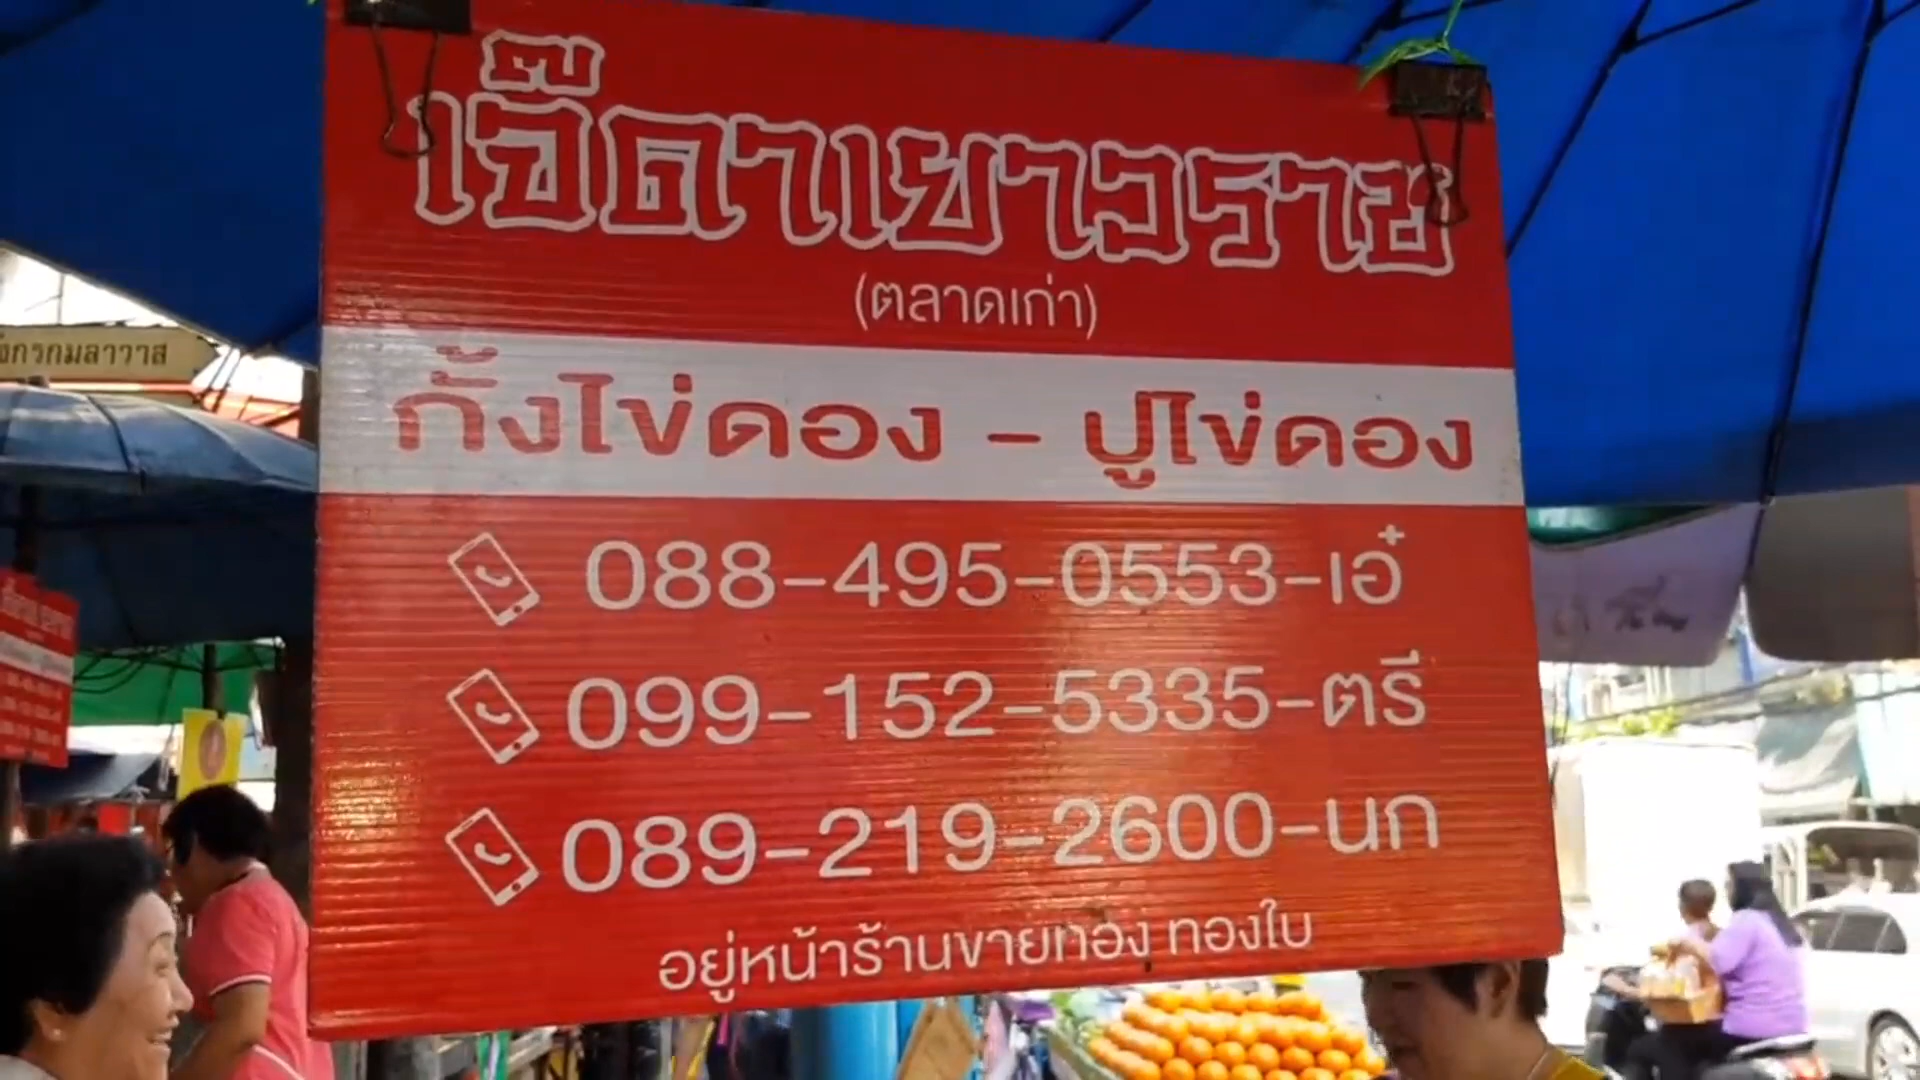 เจ๊ดาเยาวราช
(ตลาดเก่า)
กั้งไข่ดอง - ปูไข่ดอง
088-495-0553-เอ๋
099-152-5335-ตรี
089-219-2600-นก
อยู่หน้าร้านขายทอง ทองใบ